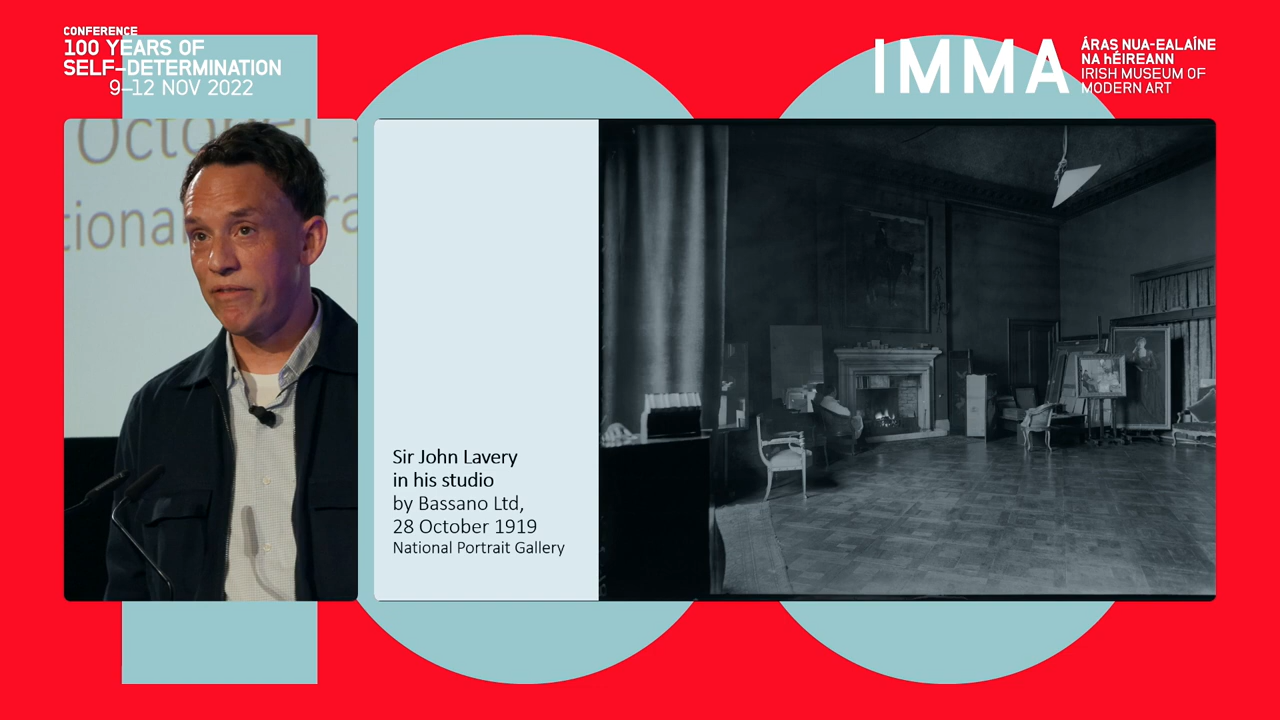 CONFERENCE
100 YEARS OF
SELF–DETERMINATION
9–12 NOV 2022
IMMA
ÁRAS NUA-EALAÍNE
NA hÉIREANN
IRISH MUSEUM OF
MODERN ART
October
Sir John Lavery
in his studio
by Bassano Ltd,
28 October 1919
National Portrait Gallery